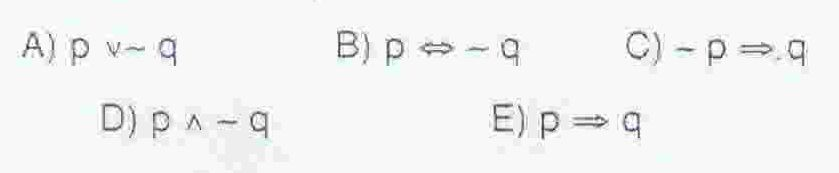 A) p ∨ ~ q B) p ⇔ ~ q C) ~ p ⇒ q
D) p ∧ ~ q E) p ⇒ q